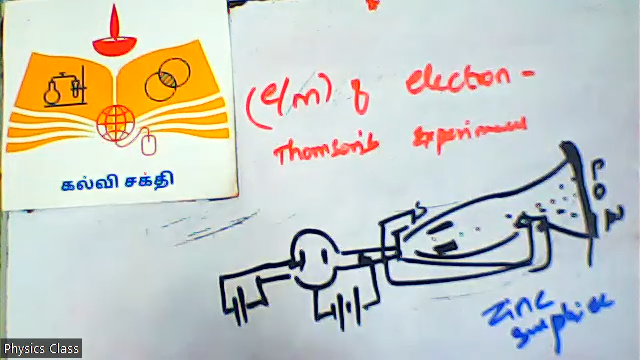 கல்வி சக்தி
(e/m) of electron -
Thomson's Experiment
Zinc
sulphide
Physics Class